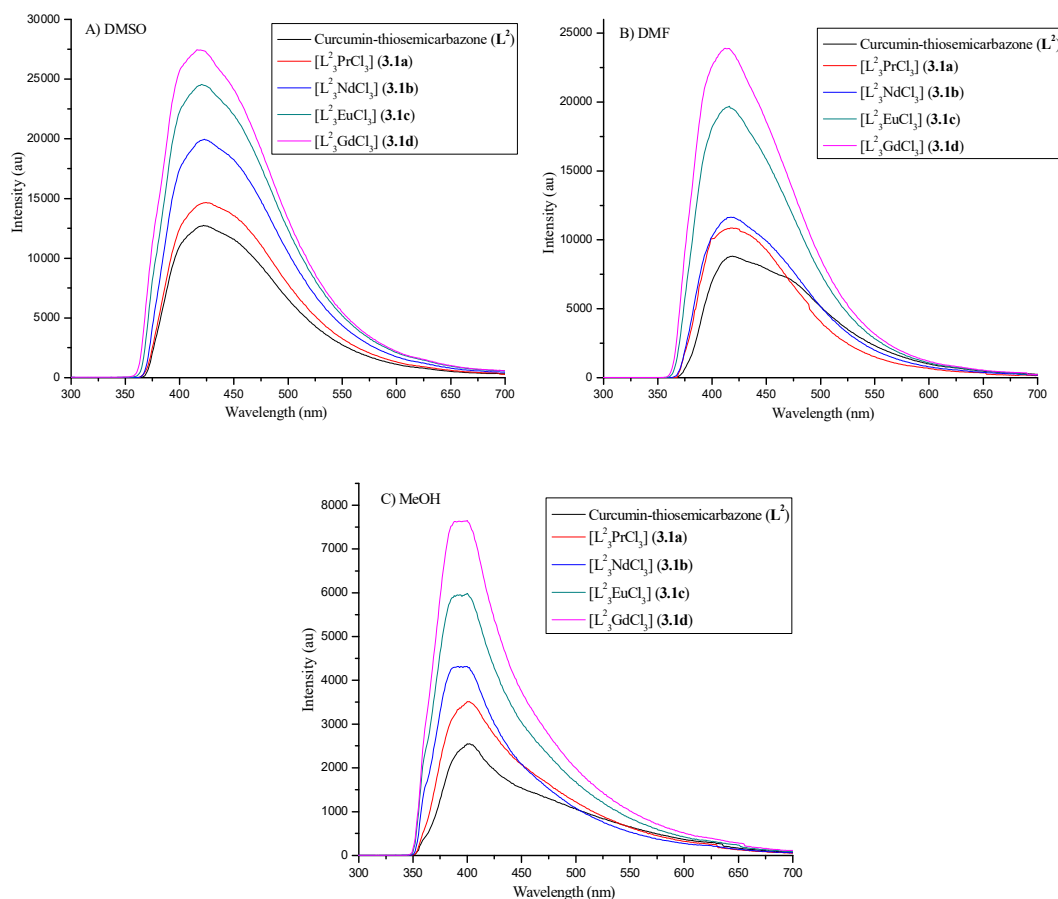 A) DMSO
Curcumin-thiosemicarbazone (L²)
[L²₃PrCl₃] (3.1a)
[L²₃NdCl₃] (3.1b)
[L²₃EuCl₃] (3.1c)
[L²₃GdCl₃] (3.1d)
Intensity (au)
30000
25000
20000
15000
10000
5000
0
300 350 400 450 500 550 600 650 700
Wavelength (nm)
B) DMF
Curcumin-thiosemicarbazone (L²)
[L²₃PrCl₃] (3.1a)
[L²₃NdCl₃] (3.1b)
[L²₃EuCl₃] (3.1c)
[L²₃GdCl₃] (3.1d)
Intensity (au)
25000
20000
15000
10000
5000
0
300 350 400 450 500 550 600 650 700
Wavelength (nm)
C) MeOH
Curcumin-thiosemicarbazone (L²)
[L²₃PrCl₃] (3.1a)
[L²₃NdCl₃] (3.1b)
[L²₃EuCl₃] (3.1c)
[L²₃GdCl₃] (3.1d)
Intensity (au)
8000
7000
6000
5000
4000
3000
2000
1000
0
300 350 400 450 500 550 600 650 700
Wavelength (nm)